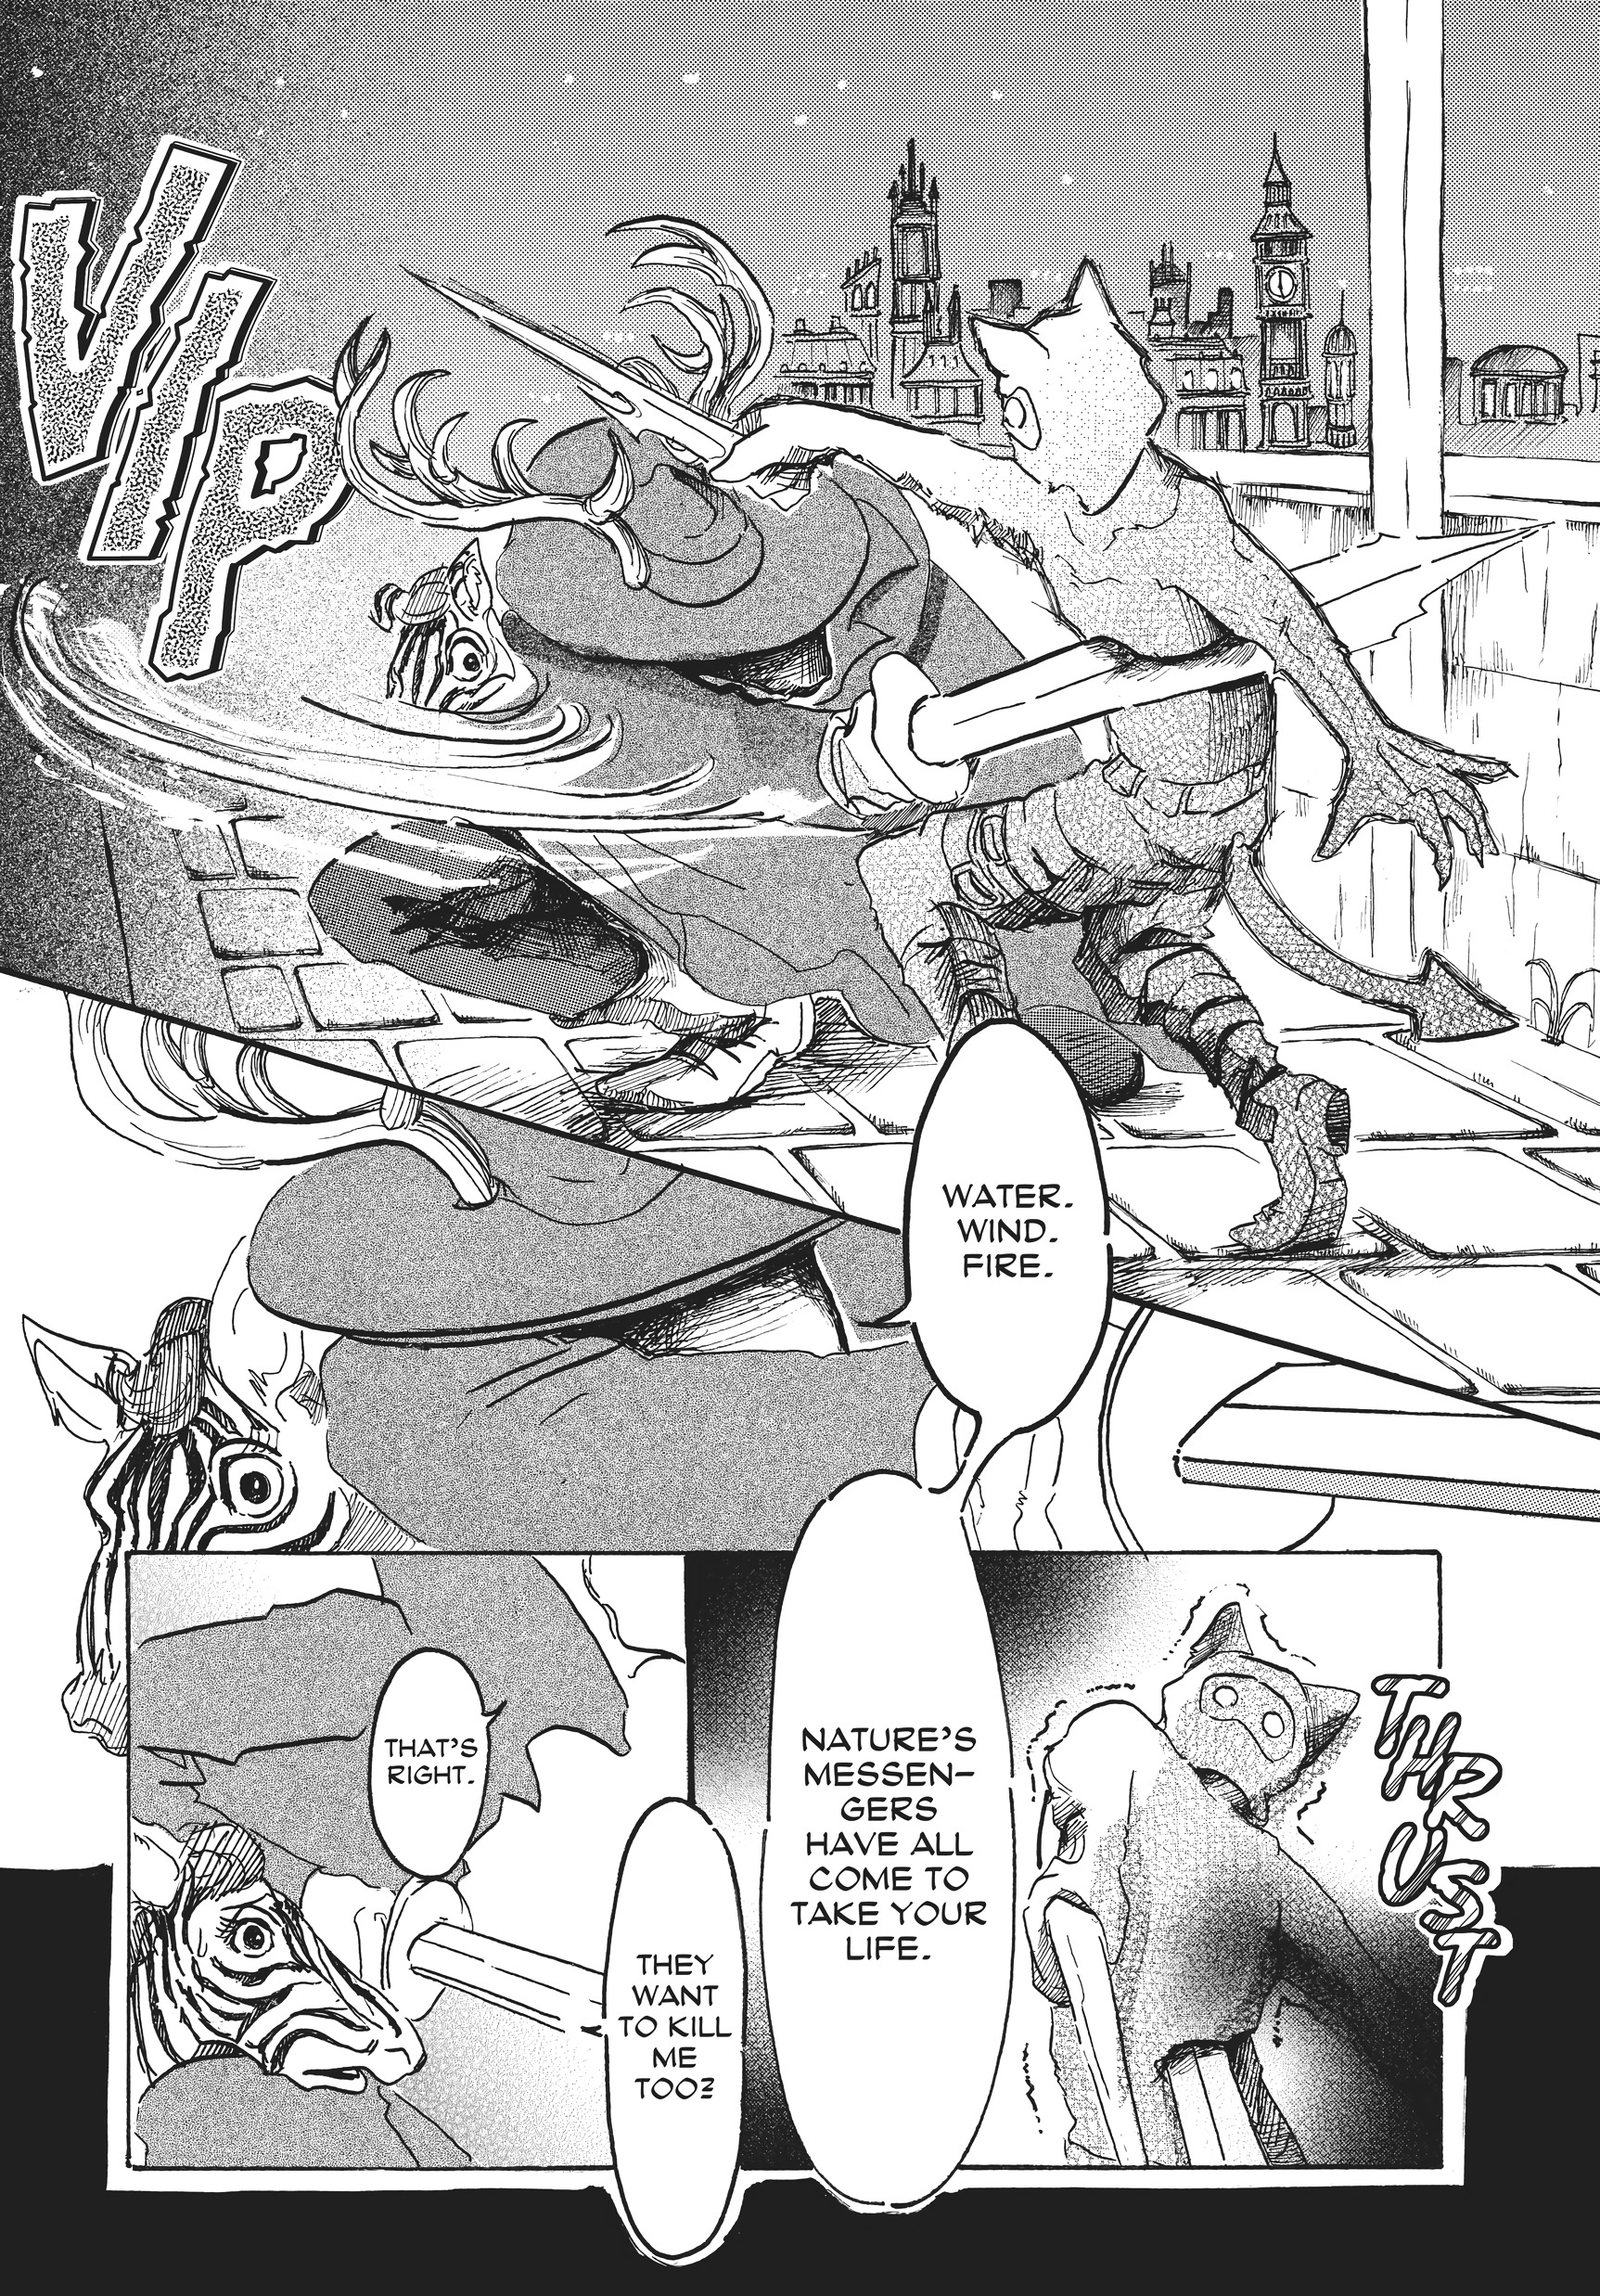 VIP
WATER.
WIND.
FIRE.
NATURE'S
MESSEN-
GERS
HAVE ALL
COME TO
TAKE YOUR
LIFE.
THRUST
THAT'S
RIGHT.
THEY
WANT
TO KILL
ME
TOO?